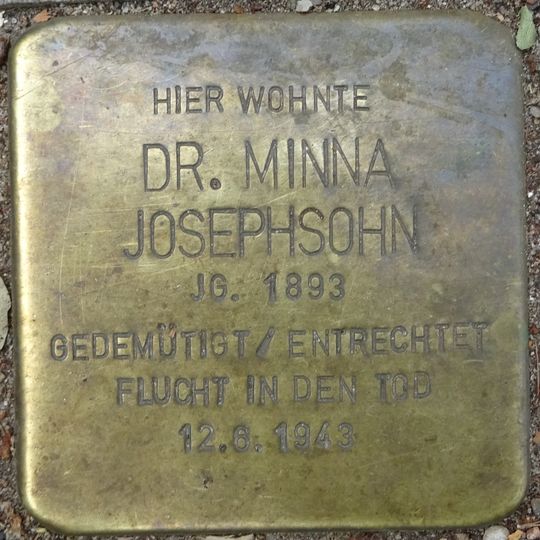 HIER WOHNTE
DR. MINNA
JOSEPHSOHN
JG. 1893
GEDEMÜTIGT / ENTRECHTET
FLUCHT IN DEN TOD
12.6.1943